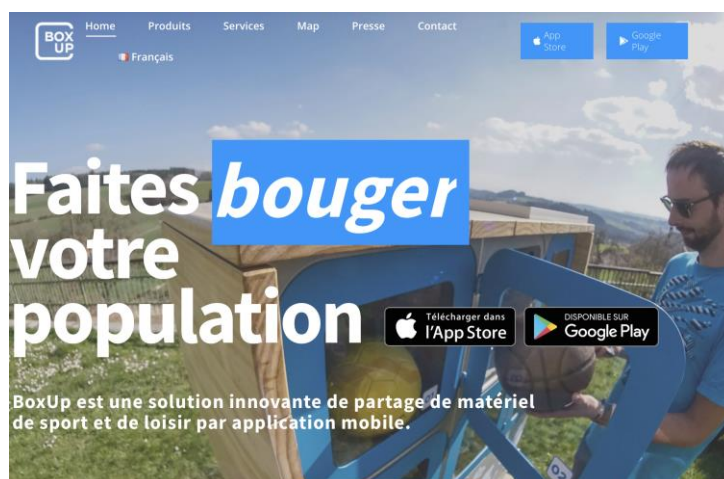 BOX
UP
Home Produits Services Map Presse Contact
Français
App
Store
Google
Play
Faites bouger
votre
population
Télécharger dans
l'App Store
DISPONIBLE SUR
Google Play
BoxUp est une solution innovante de partage de matériel
de sport et de loisir par application mobile.